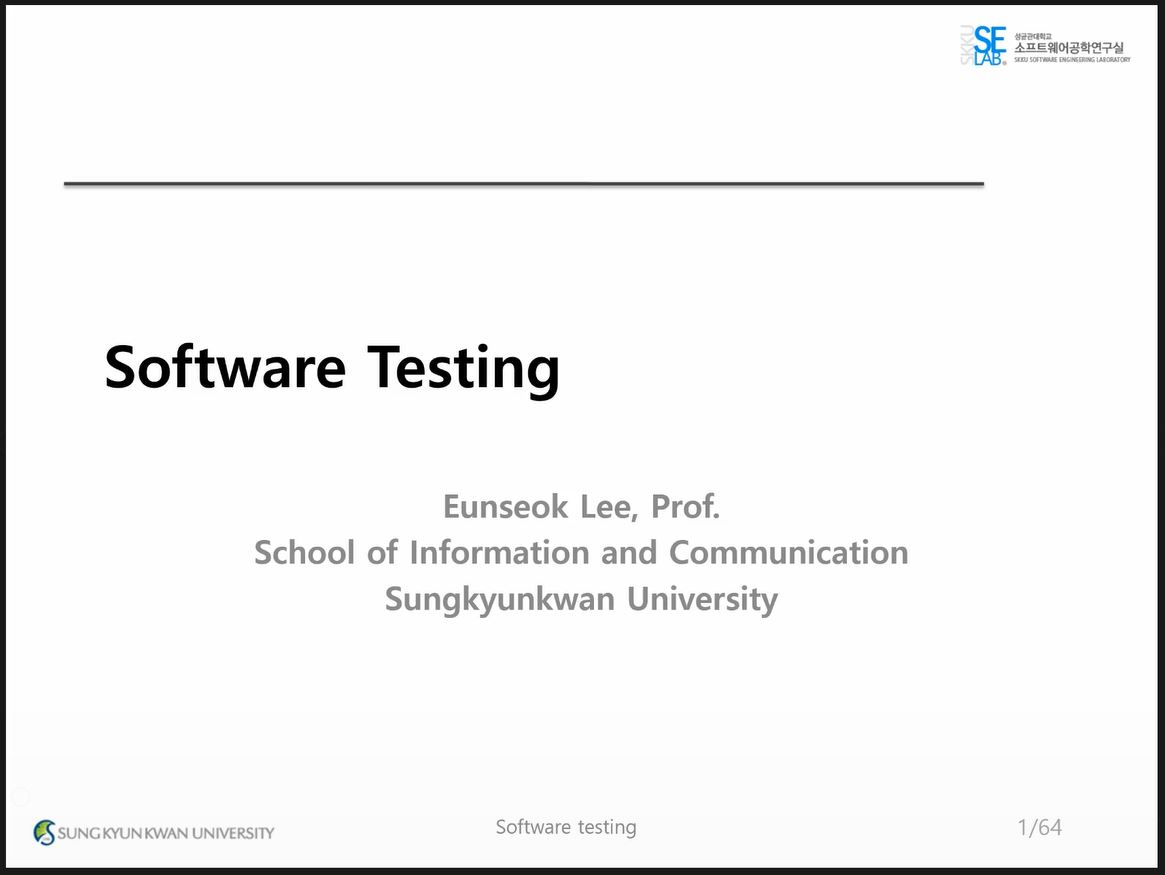 SKKU
SE
LAB.
성균관대학교
소프트웨어공학연구실
SKKU SOFTWARE ENGINEERING LABORATORY
Software Testing
Eunseok Lee, Prof.
School of Information and Communication
Sungkyunkwan University
SUNG KYUN KWAN UNIVERSITY
Software testing
1/64